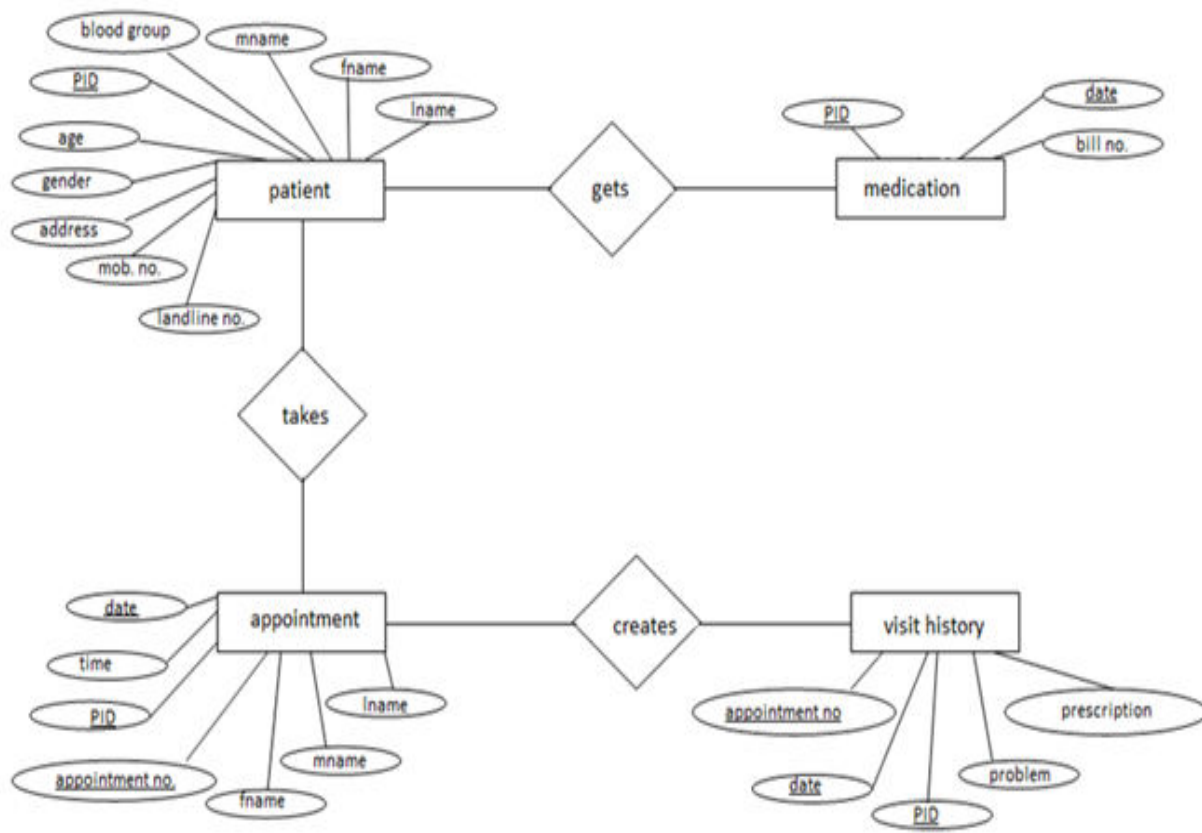 blood group
mname
fname
lname
PID
age
gender
address
mob. no.
landline no.
patient
gets
PID
date
bill no.
medication
takes
date
time
PID
appointment no.
fname
mname
lname
appointment
creates
visit history
appointment no
date
PID
problem
prescription